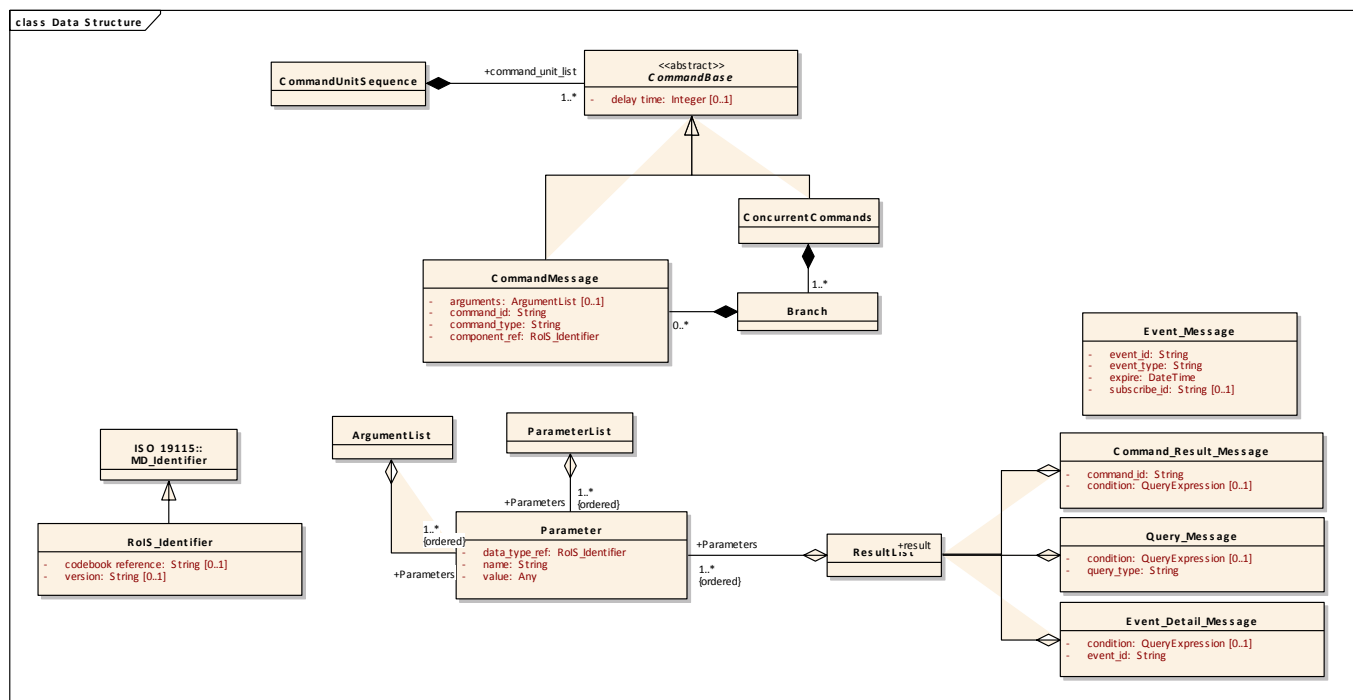 class Data Structure
CommandUnitSequence
+command_unit_list
1..*
<<abstract>>
CommandBase
- delay time: Integer [0..1]
ConcurrentCommands
CommandMessage
- arguments: ArgumentList [0..1]
- command_id: String
- command_type: String
- component_ref: RoIS_Identifier
1..*
0..*
Branch
Event_Message
- event_id: String
- event_type: String
- expire: DateTime
- subscribe_id: String [0..1]
ArgumentList
ParameterList
ISO 19115::
MD_Identifier
Command_Result_Message
- command_id: String
- condition: QueryExpression [0..1]
+Parameters
1..*
{ordered}
1..*
{ordered}
+Parameters
RoIS_Identifier
- codebook reference: String [0..1]
- version: String [0..1]
Parameter
- data_type_ref: RoIS_Identifier
- name: String
- value: Any
+Parameters
1..*
{ordered}
ResultList
+result
Query_Message
- condition: QueryExpression [0..1]
- query_type: String
Event_Detail_Message
- condition: QueryExpression [0..1]
- event_id: String